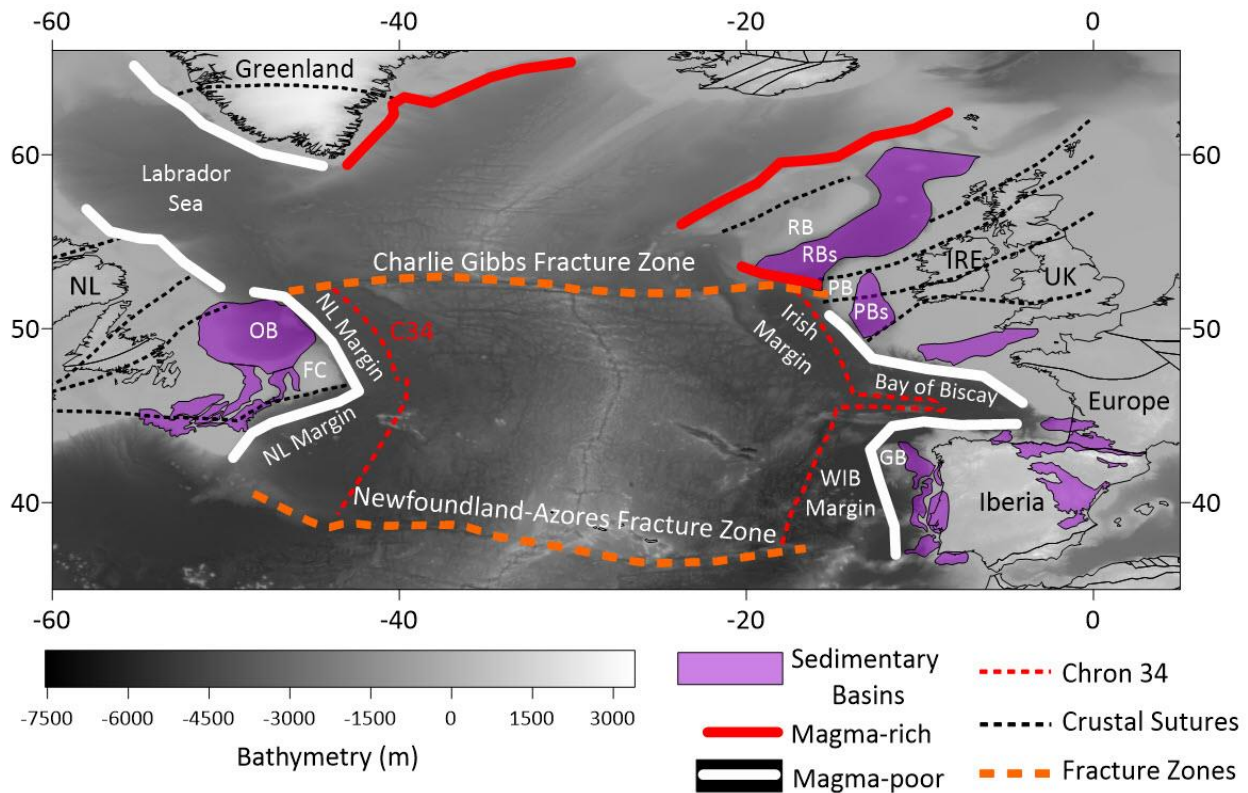 -60 -40 -20 0
Greenland
60 60
Labrador
Sea
RB
RBs
Charlie Gibbs Fracture Zone
IRE
UK
NL
PB
PBs
NL Margin
C34
Irish
Margin
50 50
OB
FC
Bay of Biscay
Europe
NL Margin
GB
WIB
Margin
Iberia
40 40
Newfoundland-Azores Fracture Zone
-60 -40 -20 0
-7500 -6000 -4500 -3000 -1500 0 1500 3000
Bathymetry (m)
Sedimentary
Basins
Magma-rich
Magma-poor
Chron 34
Crustal Sutures
Fracture Zones